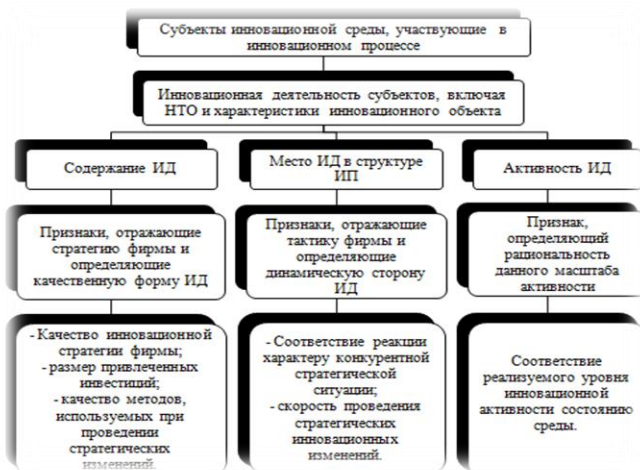 Субъекты инновационной среды, участвующие в
инновационном процессе
Инновационная деятельность субъектов, включая
НТО и характеристики инновационного объекта
Содержание ИД
Место ИД в структуре
ИП
Активность ИД
Признаки, отражающие
стратегию фирмы и
определяющие
качественную форму ИД
Признаки, отражающие
тактику фирмы и
определяющие
динамическую сторону
ИД
Признак,
определяющий
рациональность
данного масштаба
активности
- Качество инновационной
стратегии фирмы;
- размер привлеченных
инвестиций;
- качество методов,
используемых при
проведении
стратегических
изменений.
- Соответствие реакции
характеру конкурентной
стратегической
ситуации;
- скорость проведения
стратегических
инновационных
изменений.
Соответствие
реализуемого уровня
инновационной
активности состоянию
среды.